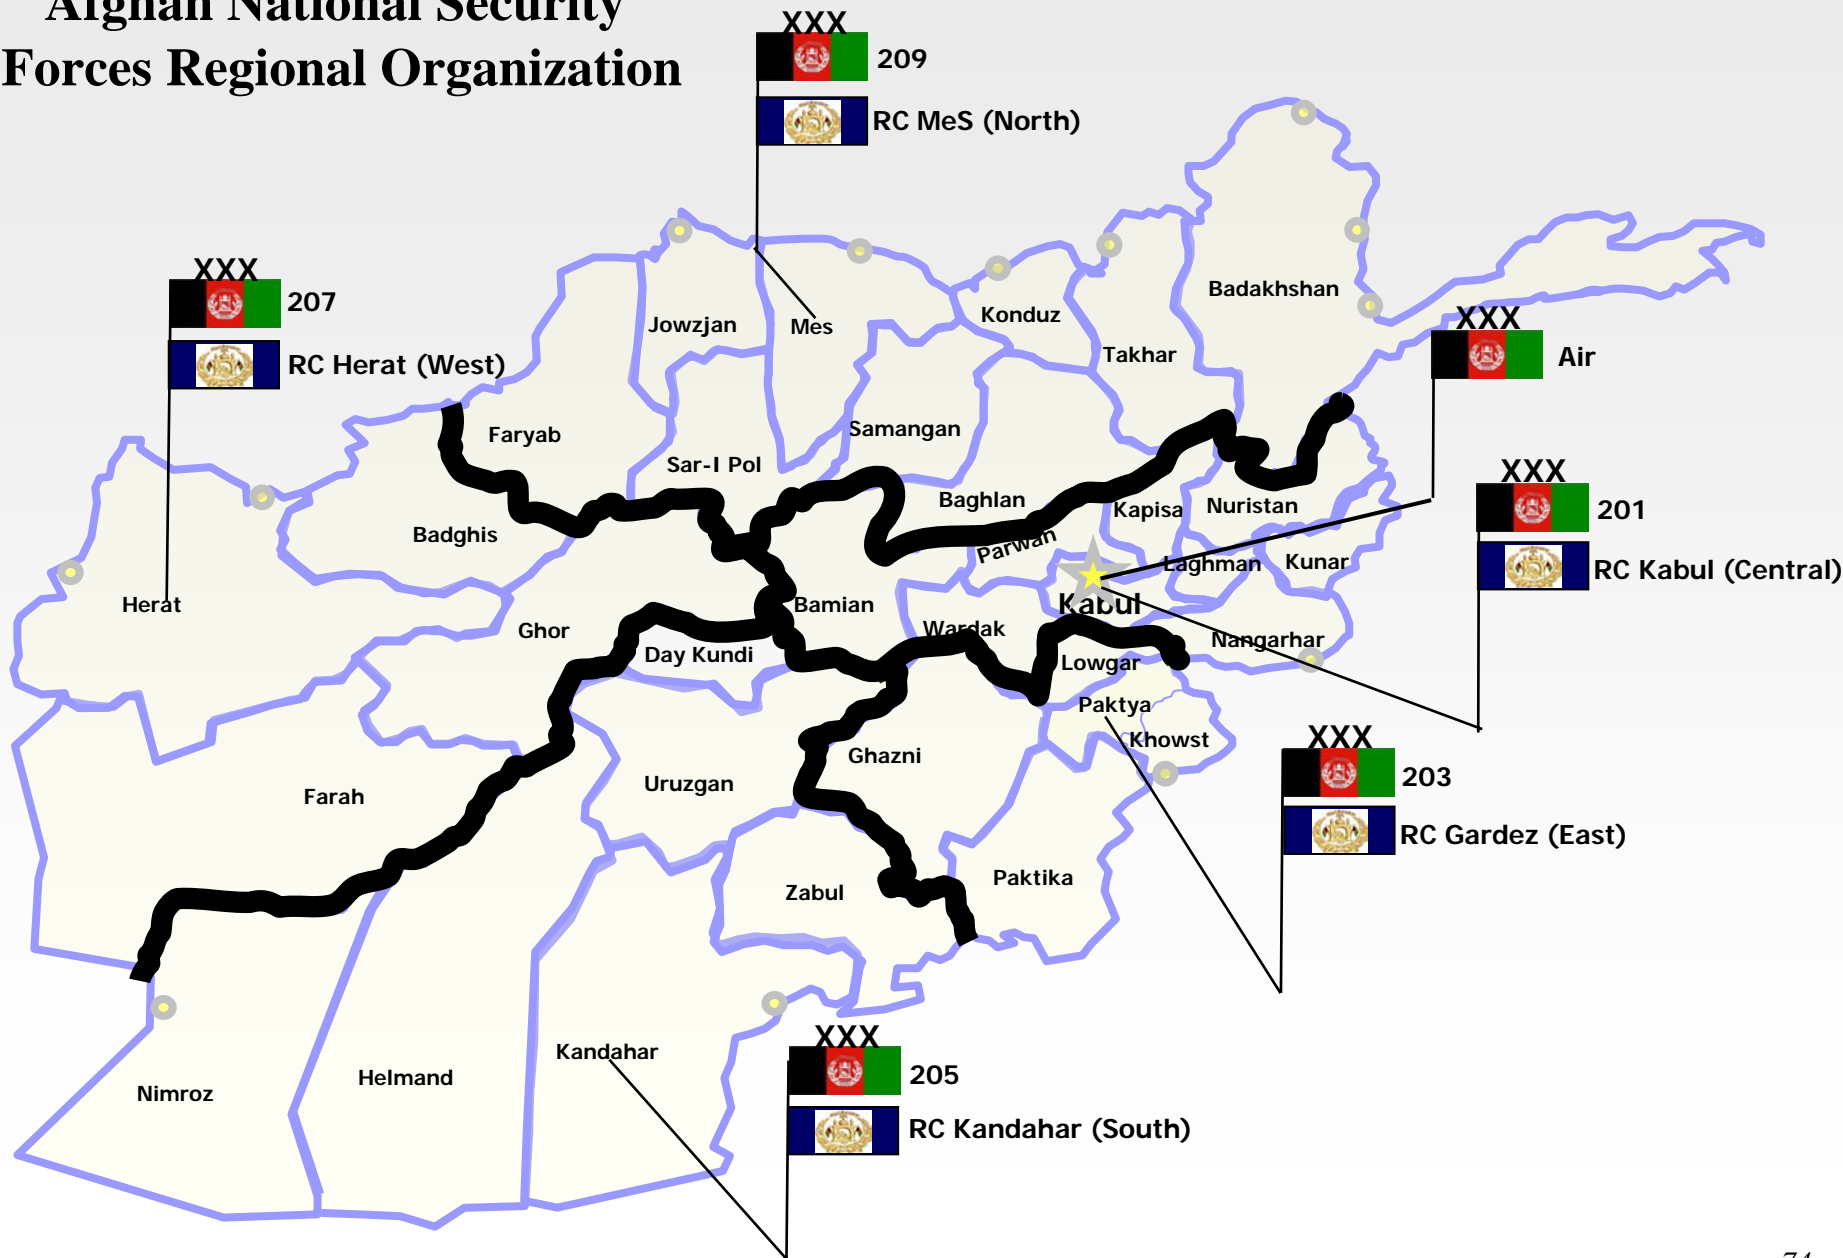 Afghan National Security
Forces Regional Organization
XXX
209
RC MeS (North)
XXX
207
RC Herat (West)
XXX
Air
XXX
201
RC Kabul (Central)
XXX
203
RC Gardez (East)
XXX
205
RC Kandahar (South)
Badakhshan
Jowzjan
Mes
Konduz
Takhar
Faryab
Samangan
Sar-I Pol
Baghlan
Kapisa
Nuristan
Badghis
Parwan
Laghman
Kunar
Herat
Bamian
Kabul
Ghor
Wardak
Nangarhar
Day Kundi
Lowgar
Paktya
Khowst
Ghazni
Uruzgan
Farah
Zabul
Paktika
Kandahar
Helmand
Nimroz
74